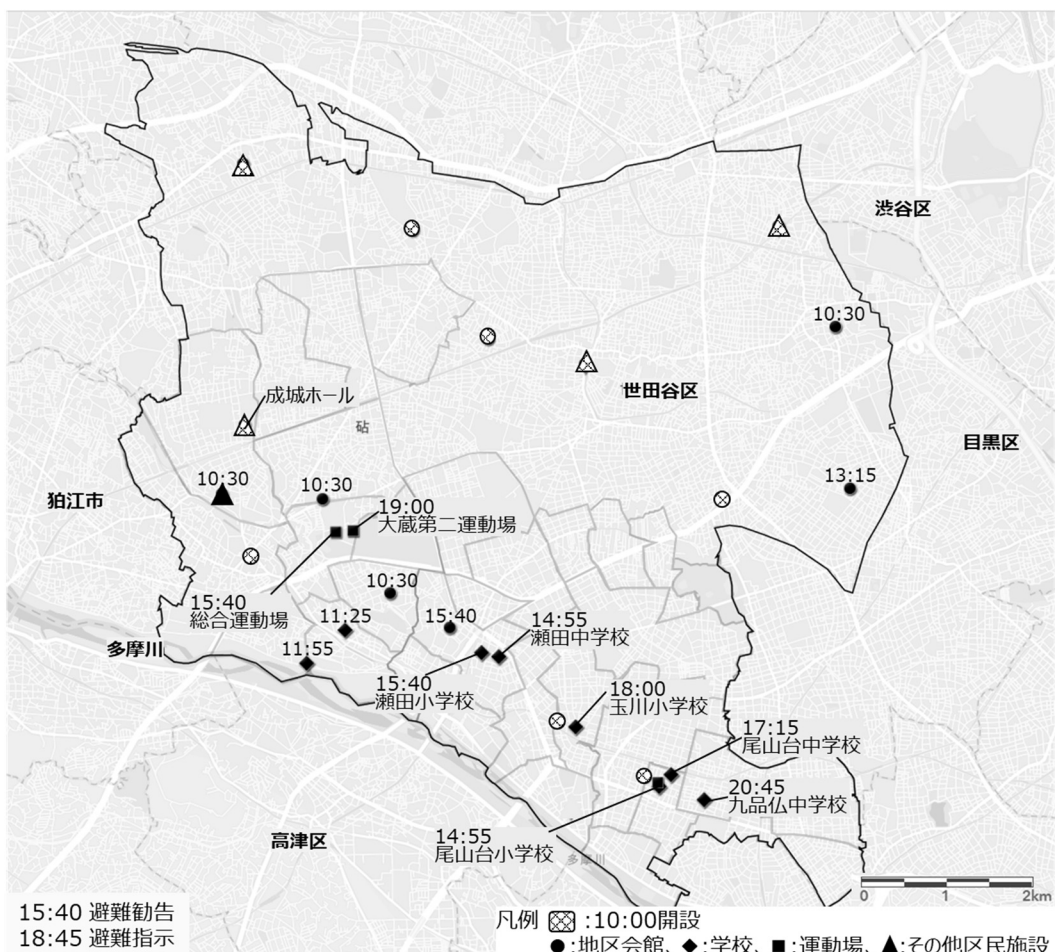 渋谷区
10:30
世田谷区
成城ホール
砧
目黒区
10:30
10:30
13:15
狛江市
19:00
大蔵第二運動場
10:30
15:40
総合運動場
11:25
15:40
14:55
瀬田中学校
多摩川
11:55
15:40
瀬田小学校
18:00
玉川小学校
17:15
尾山台中学校
20:45
九品仏中学校
高津区
14:55
尾山台小学校
多摩川
0 1 2km
15:40 避難勧告
18:45 避難指示
凡例 :10:00開設
●:地区会館、◆:学校、■:運動場、▲:その他区民施設